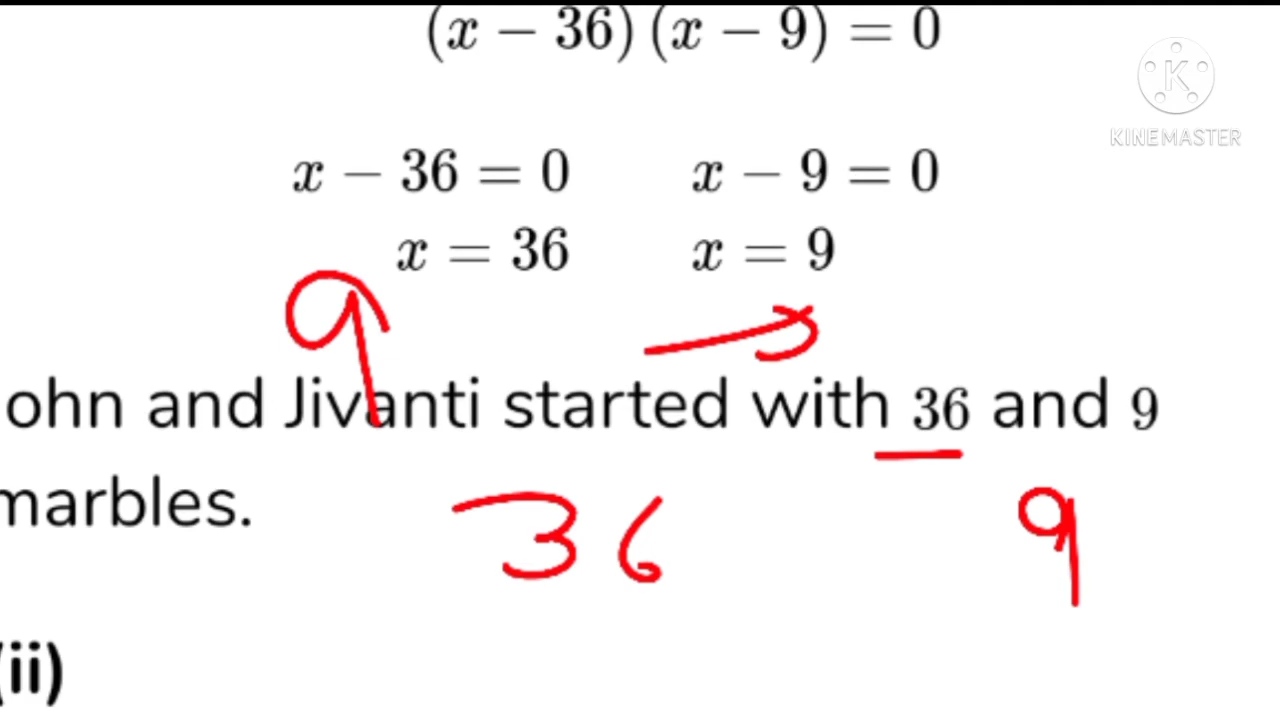 (x − 36) (x − 9) = 0
K
KINEMASTER
x − 36 = 0 x − 9 = 0
x = 36 x = 9
9
ohn and Jivanti started with 36 and 9
marbles.
36 9
(ii)